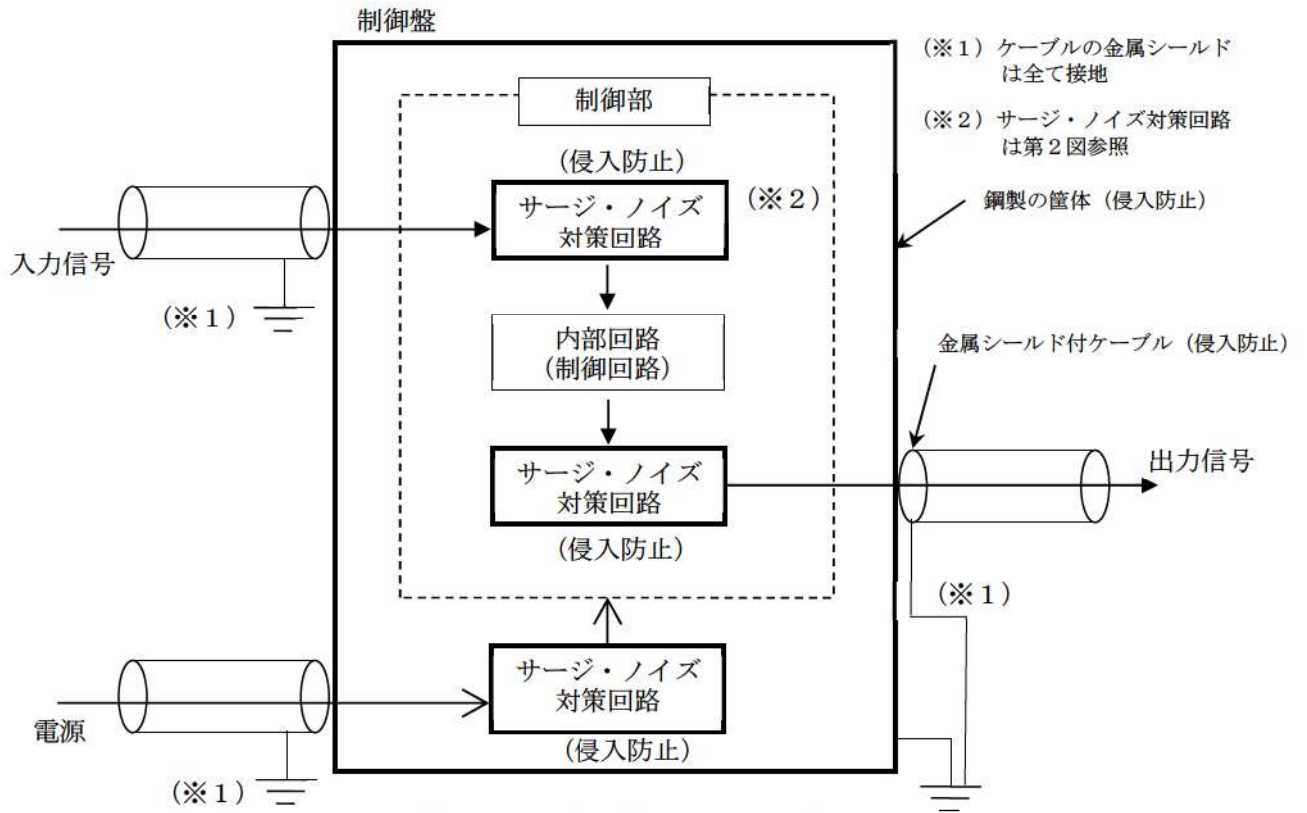 制御盤
(※1)ケーブルの金属シールド
は全て接地
(※2)サージ・ノイズ対策回路
は第2図参照
制御部
(侵入防止)
サージ・ノイズ
対策回路
(※2)
鋼製の筐体(侵入防止)
入力信号
(※1)
内部回路
(制御回路)
金属シールド付ケーブル(侵入防止)
サージ・ノイズ
対策回路
(侵入防止)
出力信号
(※1)
サージ・ノイズ
対策回路
(侵入防止)
電源
(※1)